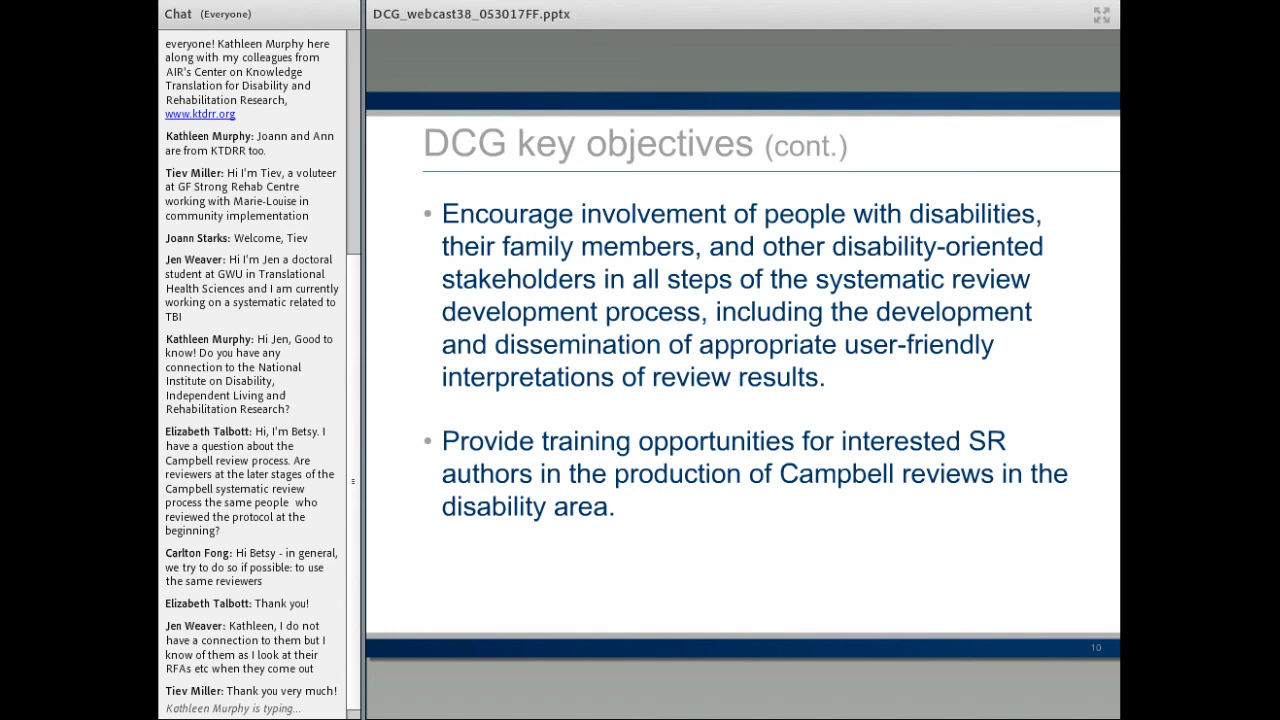 Chat (Everyone)
everyone! Kathleen Murphy here
along with my colleagues from
AIR's Center on Knowledge
Translation for Disability and
Rehabilitation Research,
www.ktdrr.org
Kathleen Murphy: Joann and Ann
are from KTDRR too.
Tiev Miller: Hi I'm Tiev, a voluteer
at GF Strong Rehab Centre
working with Marie-Louise in
community implementation
Joann Starks: Welcome, Tiev
Jen Weaver: Hi I'm Jen a doctoral
student at GWU in Translational
Health Sciences and I am currently
working on a systematic related to
TBI
Kathleen Murphy: Hi Jen, Good to
know! Do you have any
connection to the National
Institute on Disability,
Independent Living and
Rehabilitation Research?
Elizabeth Talbott: Hi, I'm Betsy. I
have a question about the
Campbell review process. Are
reviewers at the later stages of the
Campbell systematic review
process the same people who
reviewed the protocol at the
beginning?
Carlton Fong: Hi Betsy - in general,
we try to do so if possible: to use
the same reviewers
Elizabeth Talbott: Thank you!
Jen Weaver: Kathleen, I do not
have a connection to them but I
know of them as I look at their
RFAs etc when they come out
Tiev Miller: Thank you very much!
Kathleen Murphy is typing...
DCG_webcast38_053017FF.pptx
DCG key objectives (cont.)
• Encourage involvement of people with disabilities,
their family members, and other disability-oriented
stakeholders in all steps of the systematic review
development process, including the development
and dissemination of appropriate user-friendly
interpretations of review results.
• Provide training opportunities for interested SR
authors in the production of Campbell reviews in the
disability area.
10